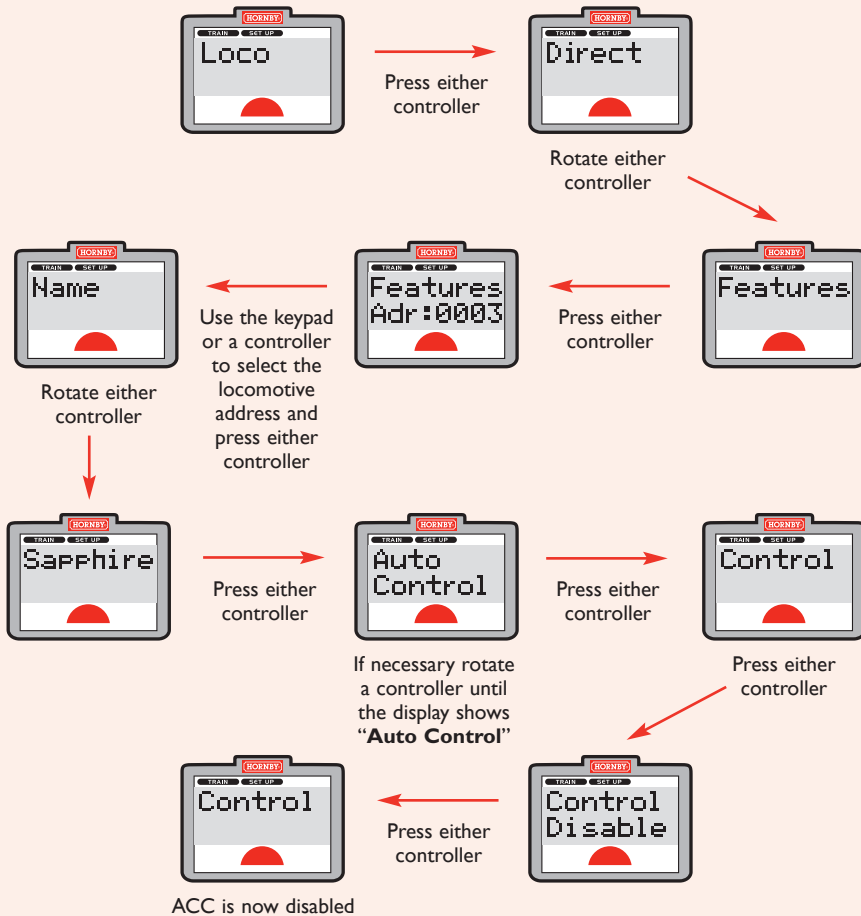 HORNBY
TRAIN SET UP
Loco
Press either
controller
HORNBY
TRAIN SET UP
Direct
Rotate either
controller
HORNBY
TRAIN SET UP
Features
Press either
controller
HORNBY
TRAIN SET UP
Features
Adr:0003
Use the keypad
or a controller
to select the
locomotive
address and
press either
controller
HORNBY
TRAIN SET UP
Name
Rotate either
controller
HORNBY
TRAIN SET UP
Sapphire
Press either
controller
HORNBY
TRAIN SET UP
Auto
Control
If necessary rotate
a controller until
the display shows
“Auto Control”
Press either
controller
HORNBY
TRAIN SET UP
Control
Press either
controller
HORNBY
TRAIN SET UP
Control
Disable
Press either
controller
HORNBY
TRAIN SET UP
Control
ACC is now disabled